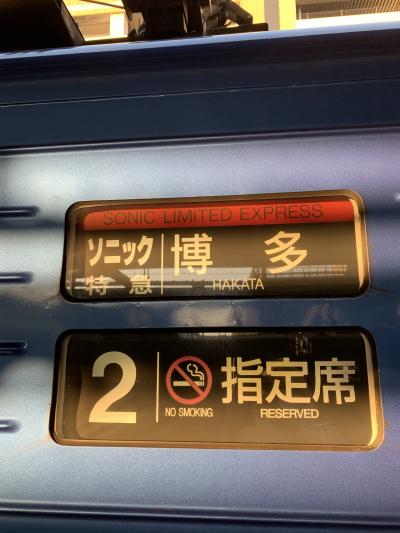 SONIC LIMITED EXPRESS
ソニック 博多
特急 HAKATA
2 指定席
NO SMOKING RESERVED